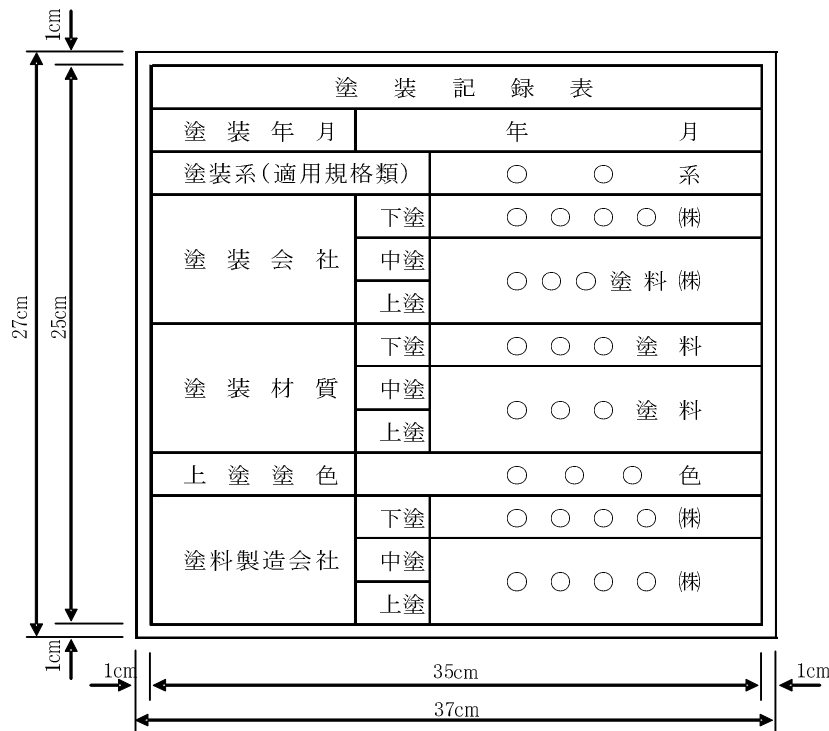 1cm
塗装記録表
塗装年月 年 月
塗装系(適用規格類) ○ ○ 系
塗装会社 下塗 ○○○○㈱
中塗 ○○○塗料㈱
上塗
塗装材質 下塗 ○○○塗料
中塗 ○○○塗料
上塗
上塗塗色 ○○○色
塗料製造会社 下塗 ○○○○㈱
中塗 ○○○○㈱
上塗
27cm
25cm
1cm
1cm 35cm 1cm
37cm